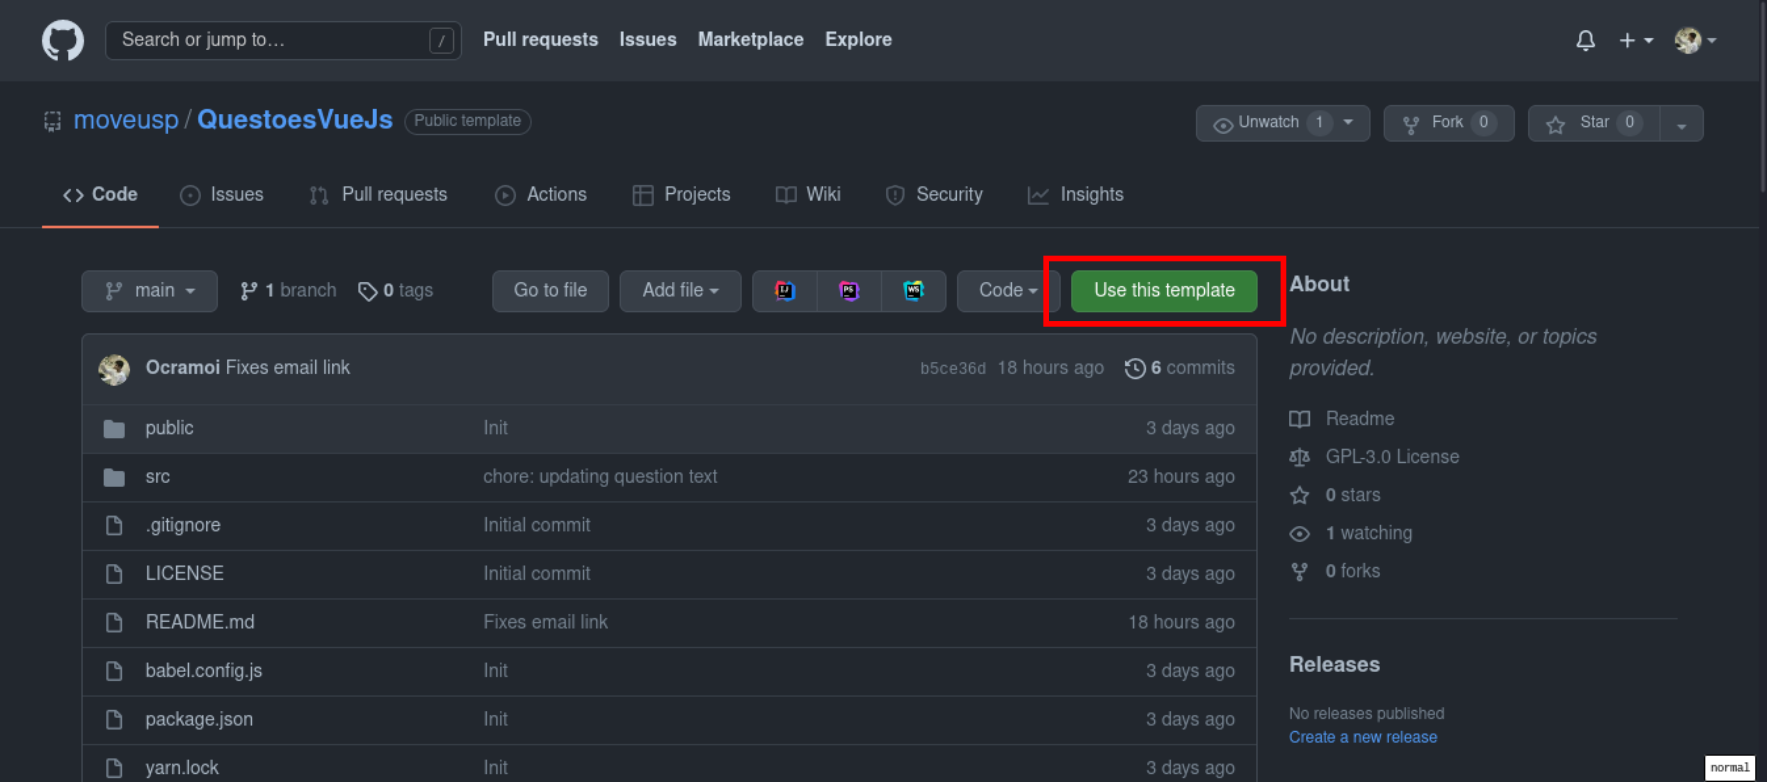 Search or jump to… / Pull requests Issues Marketplace Explore
moveusp / QuestoesVueJs Public template Unwatch 1 Fork 0 Star 0
Code Issues Pull requests Actions Projects Wiki Security Insights
main 1 branch 0 tags Go to file Add file IJ PS WS Code Use this template
About
No description, website, or topics
provided.
Readme
GPL-3.0 License
0 stars
1 watching
0 forks
Releases
No releases published
Create a new release
Ocramoi Fixes email link b5ce36d 18 hours ago 6 commits
public Init 3 days ago
src chore: updating question text 23 hours ago
.gitignore Initial commit 3 days ago
LICENSE Initial commit 3 days ago
README.md Fixes email link 18 hours ago
babel.config.js Init 3 days ago
package.json Init 3 days ago
yarn.lock Init 3 days ago
normal